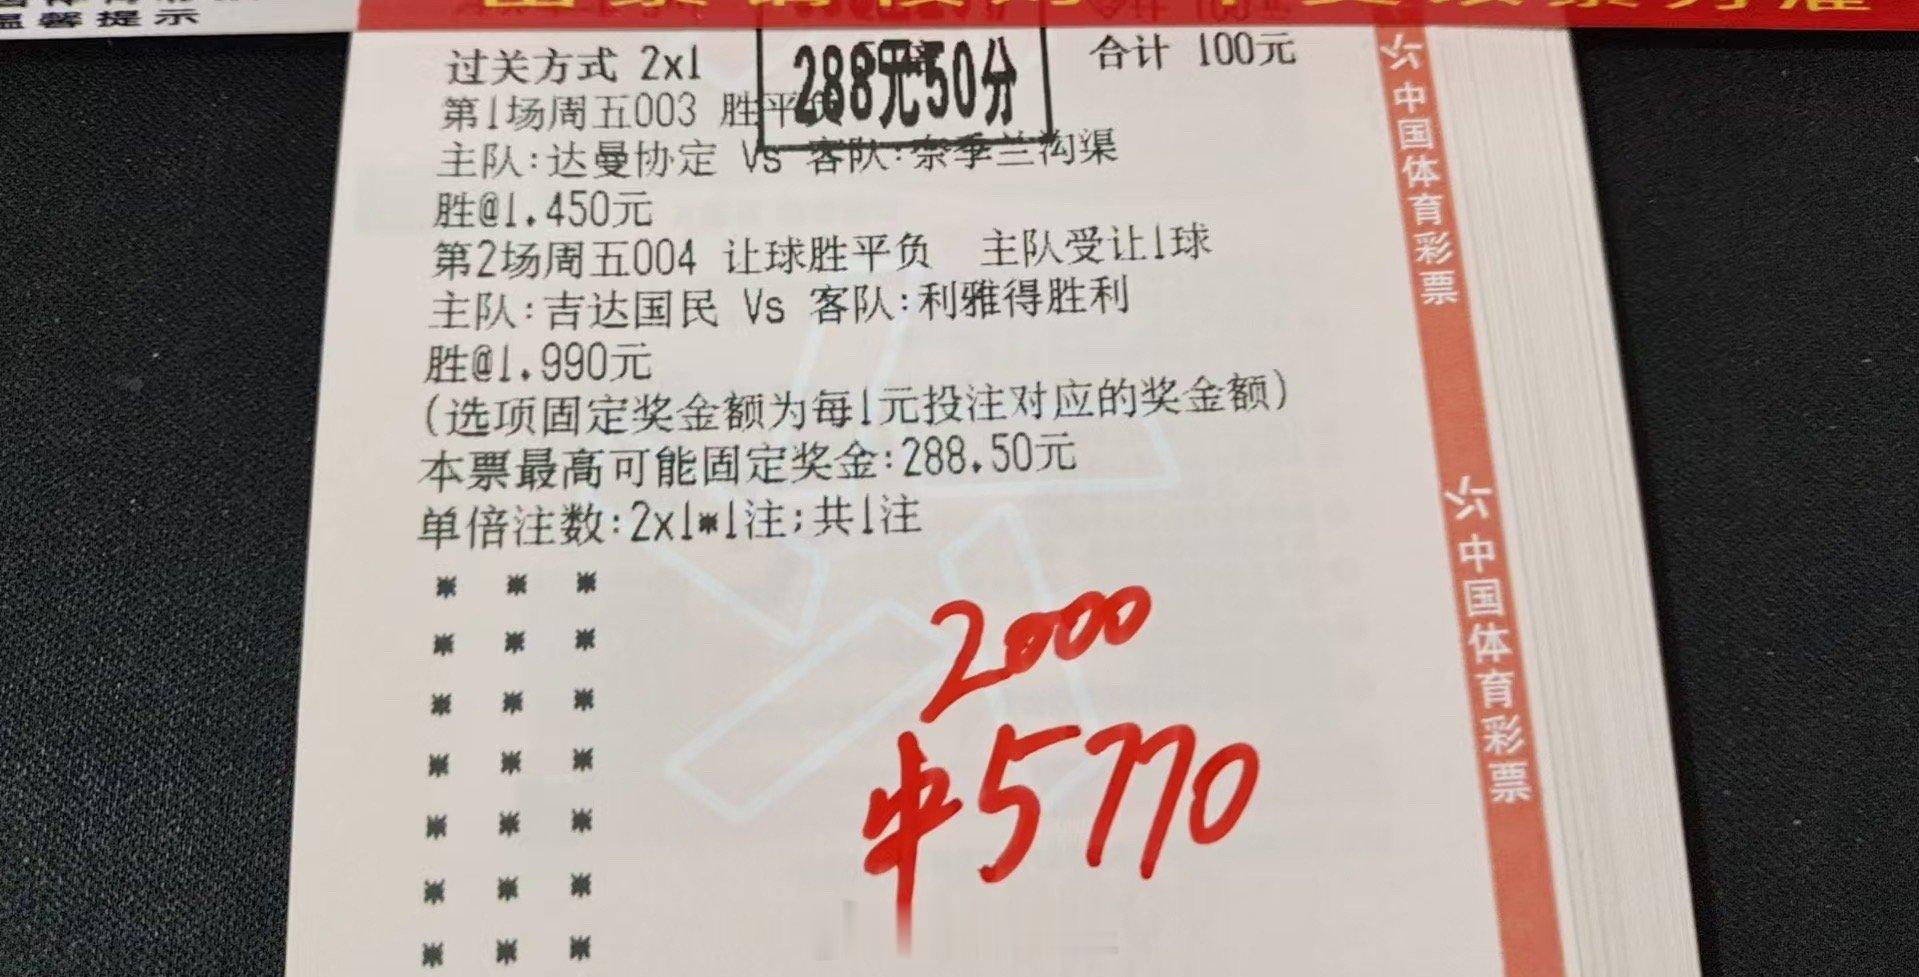 温馨提示
过关方式 2x1
288元50分
合计 100元
第1场周五003 胜平负
主队:达曼协定 Vs 客队:奈季兰沟渠
胜@1.450元
第2场周五004 让球胜平负 主队受让1球
主队:吉达国民 Vs 客队:利雅得胜利
胜@1.990元
(选项固定奖金额为每1元投注对应的奖金额)
本票最高可能固定奖金:288.50元
单倍注数:2x1*1注;共1注
* * *
* * *
* * *
* * *
* * *
* * *
* * *
2000
中5770
中国体育彩票
中国体育彩票